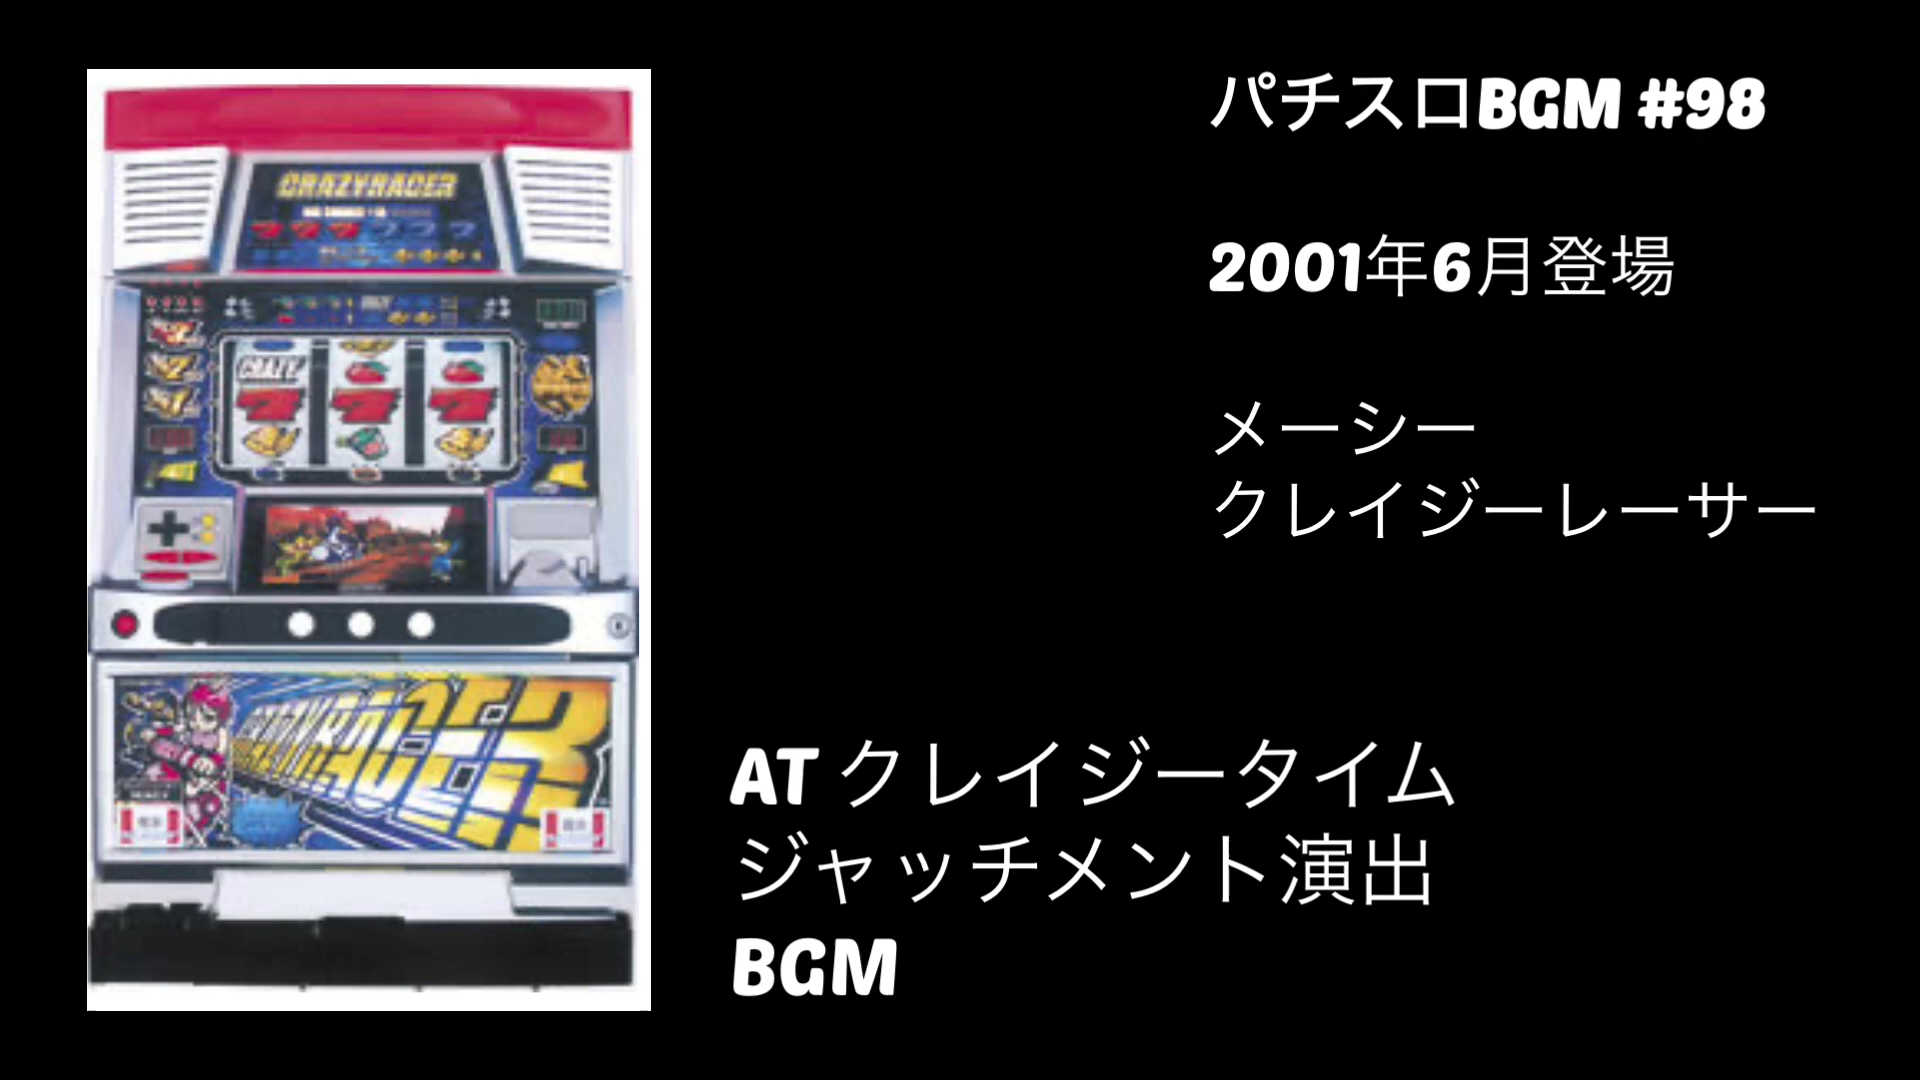 パチスロBGM #98
2001年6月登場
メーシー
クレイジーレーサー
CRAZYRACER
CRAZY
AT クレイジータイム
ジャッチメント演出
BGM